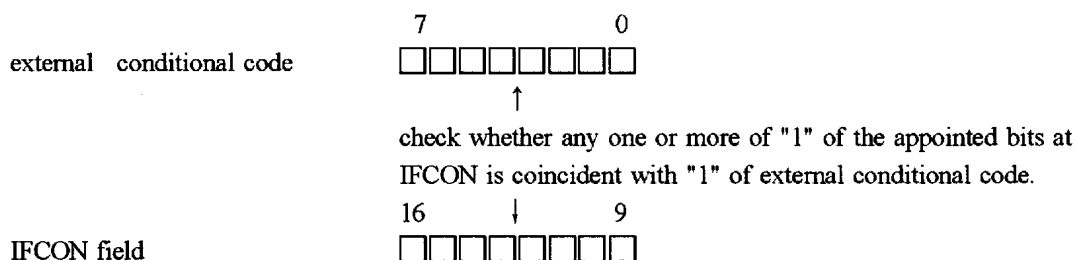 7 0
external conditional code
↑
check whether any one or more of "1" of the appointed bits at
IFCON is coincident with "1" of external conditional code.
16 ↓ 9
IFCON field